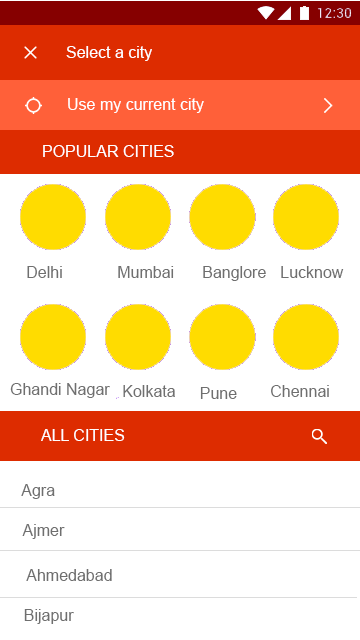 12:30
Select a city
Use my current city
POPULAR CITIES
Delhi Mumbai Banglore Lucknow
Ghandi Nagar Kolkata Pune Chennai
ALL CITIES
Agra
Ajmer
Ahmedabad
Bijapur